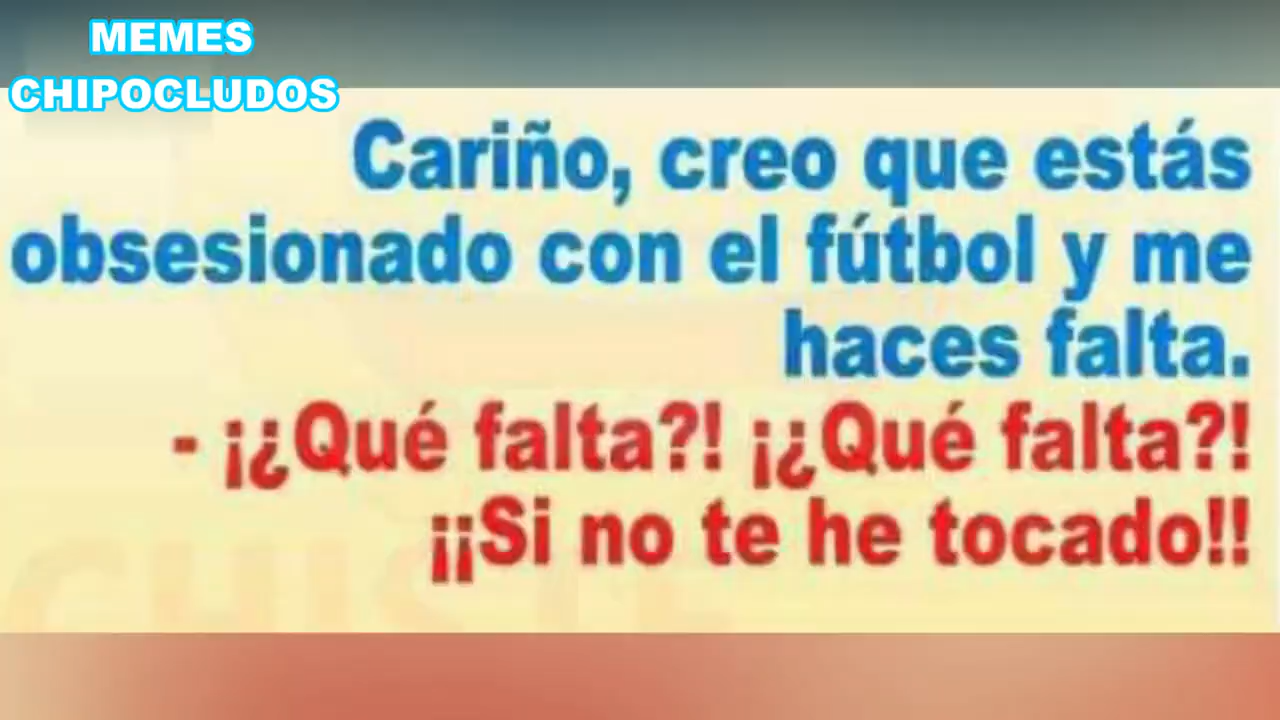 MEMES
CHIPOCLUDOS
Cariño, creo que estás
obsesionado con el fútbol y me
haces falta.
- ¡¿Qué falta?! ¡¿Qué falta?!
¡¡Si no te he tocado!!
CHISTE